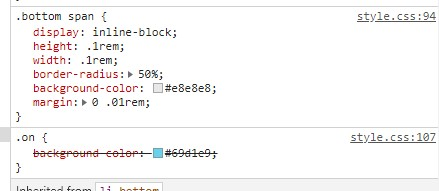 .bottom span {
style.css:94
display: inline-block;
height: .1rem;
width: .1rem;
border-radius: 50%;
background-color: #e8e8e8;
margin: 0 .01rem;
}
.on {
style.css:107
background-color: #69d1e9;
}
Inherited from li.bottom